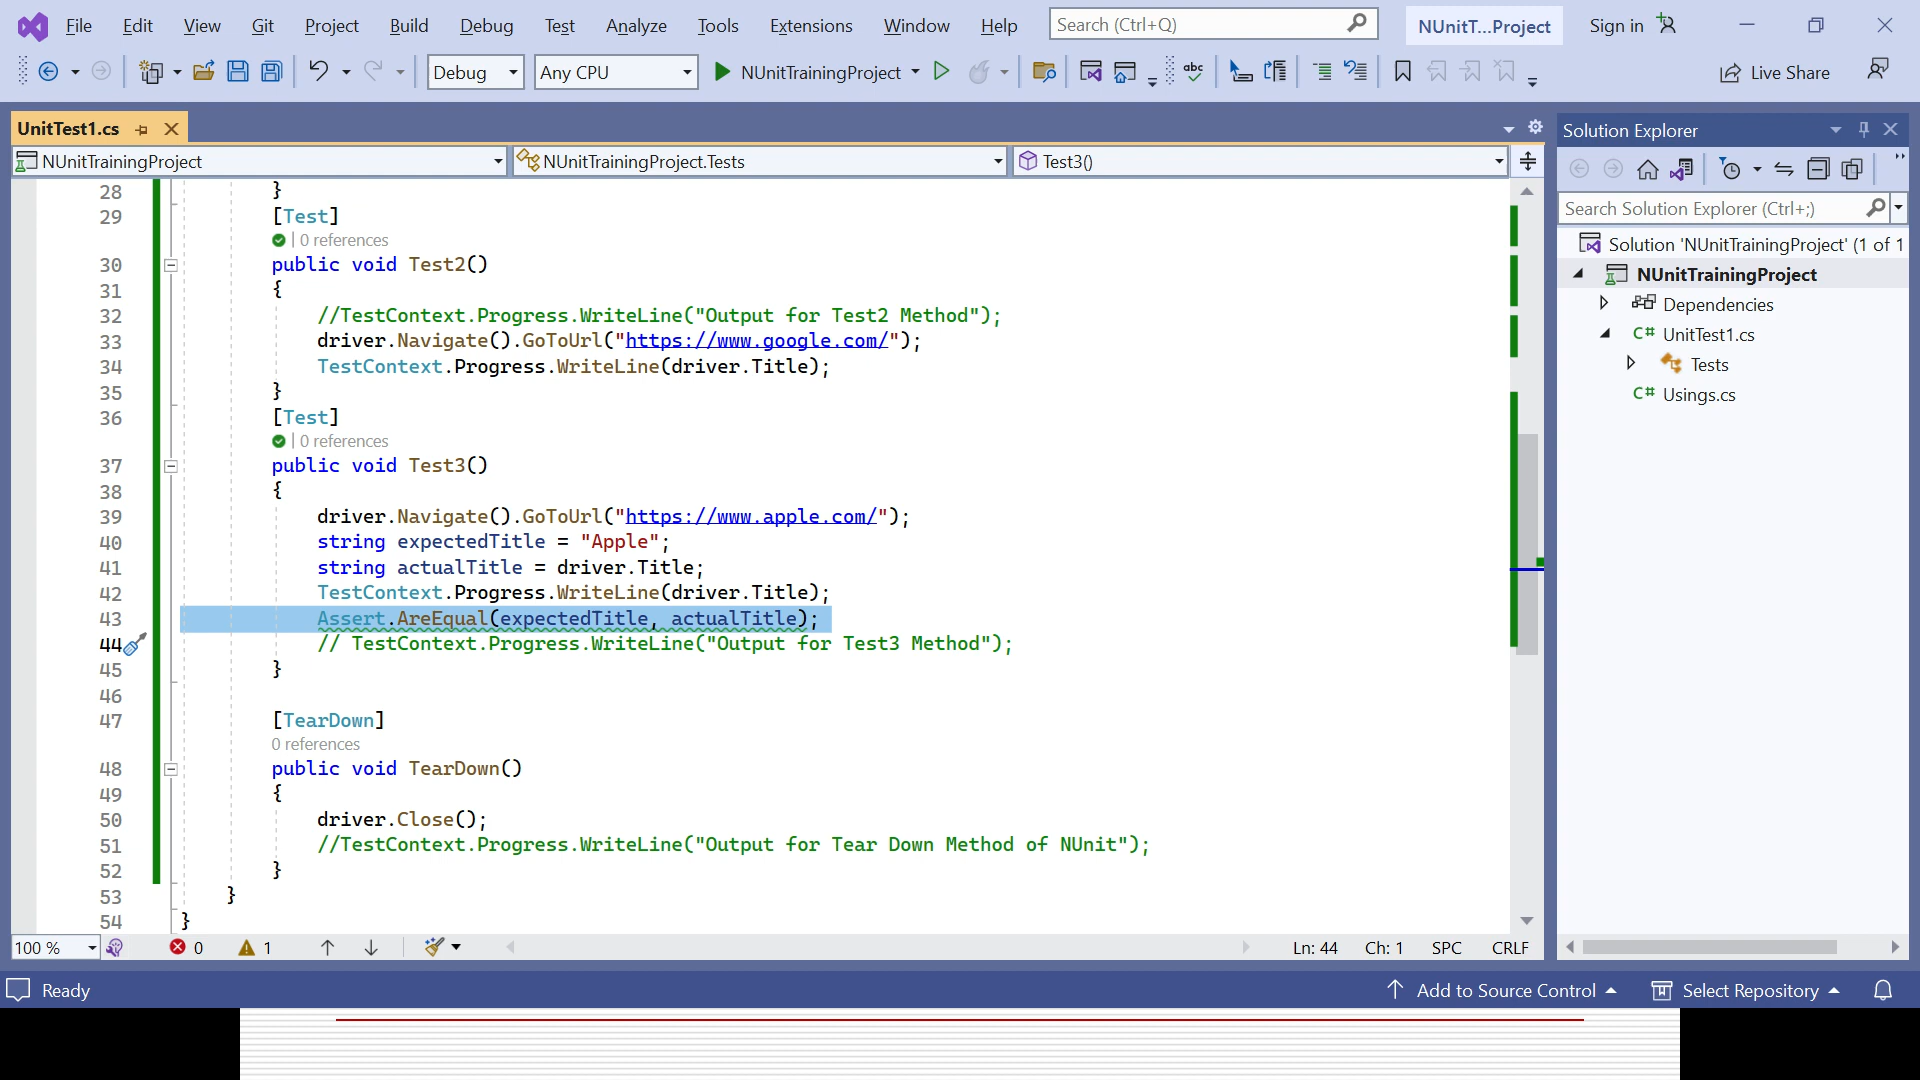 File Edit View Git Project Build Debug Test Analyze Tools Extensions Window Help Search (Ctrl+Q) NUnitT...Project Sign in
Debug Any CPU NUnitTrainingProject abc Live Share
UnitTest1.cs
NUnitTrainingProject NUnitTrainingProject.Tests Test3()
28 }
29 [Test]
0 references
30 public void Test2()
31 {
32 //TestContext.Progress.WriteLine("Output for Test2 Method");
33 driver.Navigate().GoToUrl("https://www.google.com/");
34 TestContext.Progress.WriteLine(driver.Title);
35 }
36 [Test]
0 references
37 public void Test3()
38 {
39 driver.Navigate().GoToUrl("https://www.apple.com/");
40 string expectedTitle = "Apple";
41 string actualTitle = driver.Title;
42 TestContext.Progress.WriteLine(driver.Title);
43 Assert.AreEqual(expectedTitle, actualTitle);
44 // TestContext.Progress.WriteLine("Output for Test3 Method");
45 }
46
47 [TearDown]
0 references
48 public void TearDown()
49 {
50 driver.Close();
51 //TestContext.Progress.WriteLine("Output for Tear Down Method of NUnit");
52 }
53 }
54 }
100 % 0 1 Ln: 44 Ch: 1 SPC CRLF
Solution Explorer
Search Solution Explorer (Ctrl+;)
Solution 'NUnitTrainingProject' (1 of 1
NUnitTrainingProject
Dependencies
C# UnitTest1.cs
Tests
C# Usings.cs
Ready Add to Source Control Select Repository